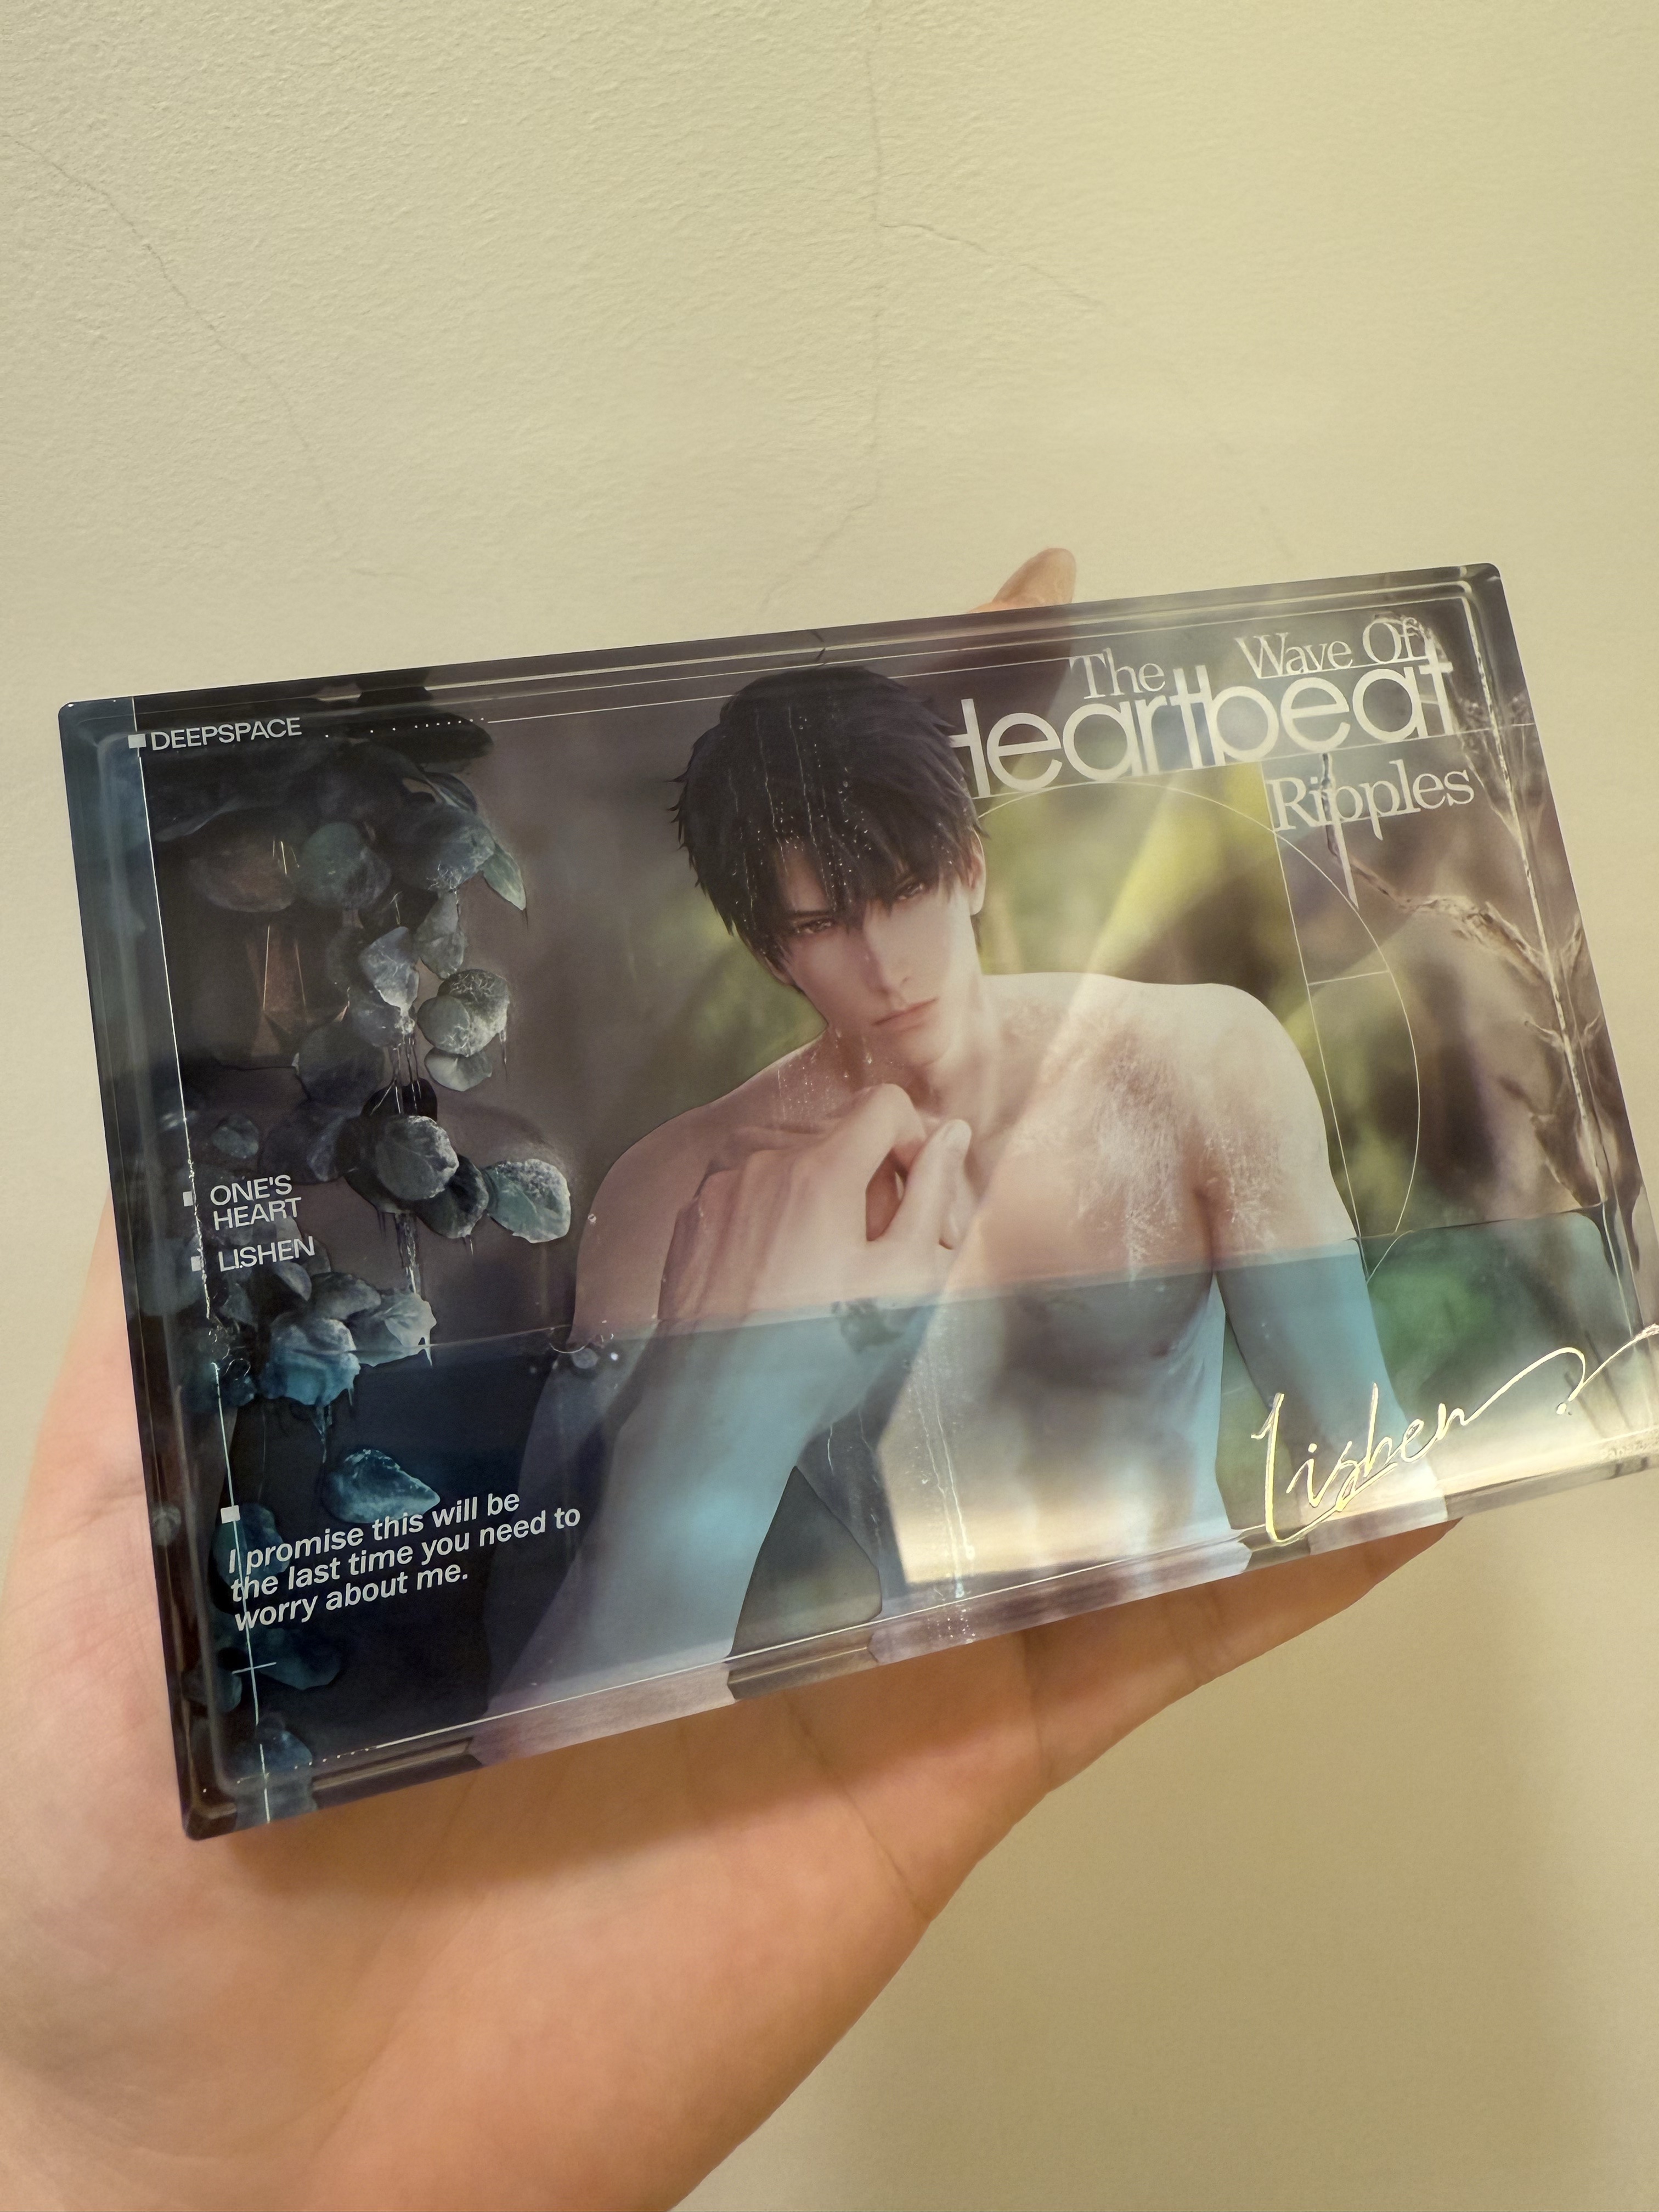 DEEPSPACE
The Wave Of
Heartbeat
Ripples
ONE'S
HEART
LISHEN
I promise this will be
the last time you need to
worry about me.
Lishen